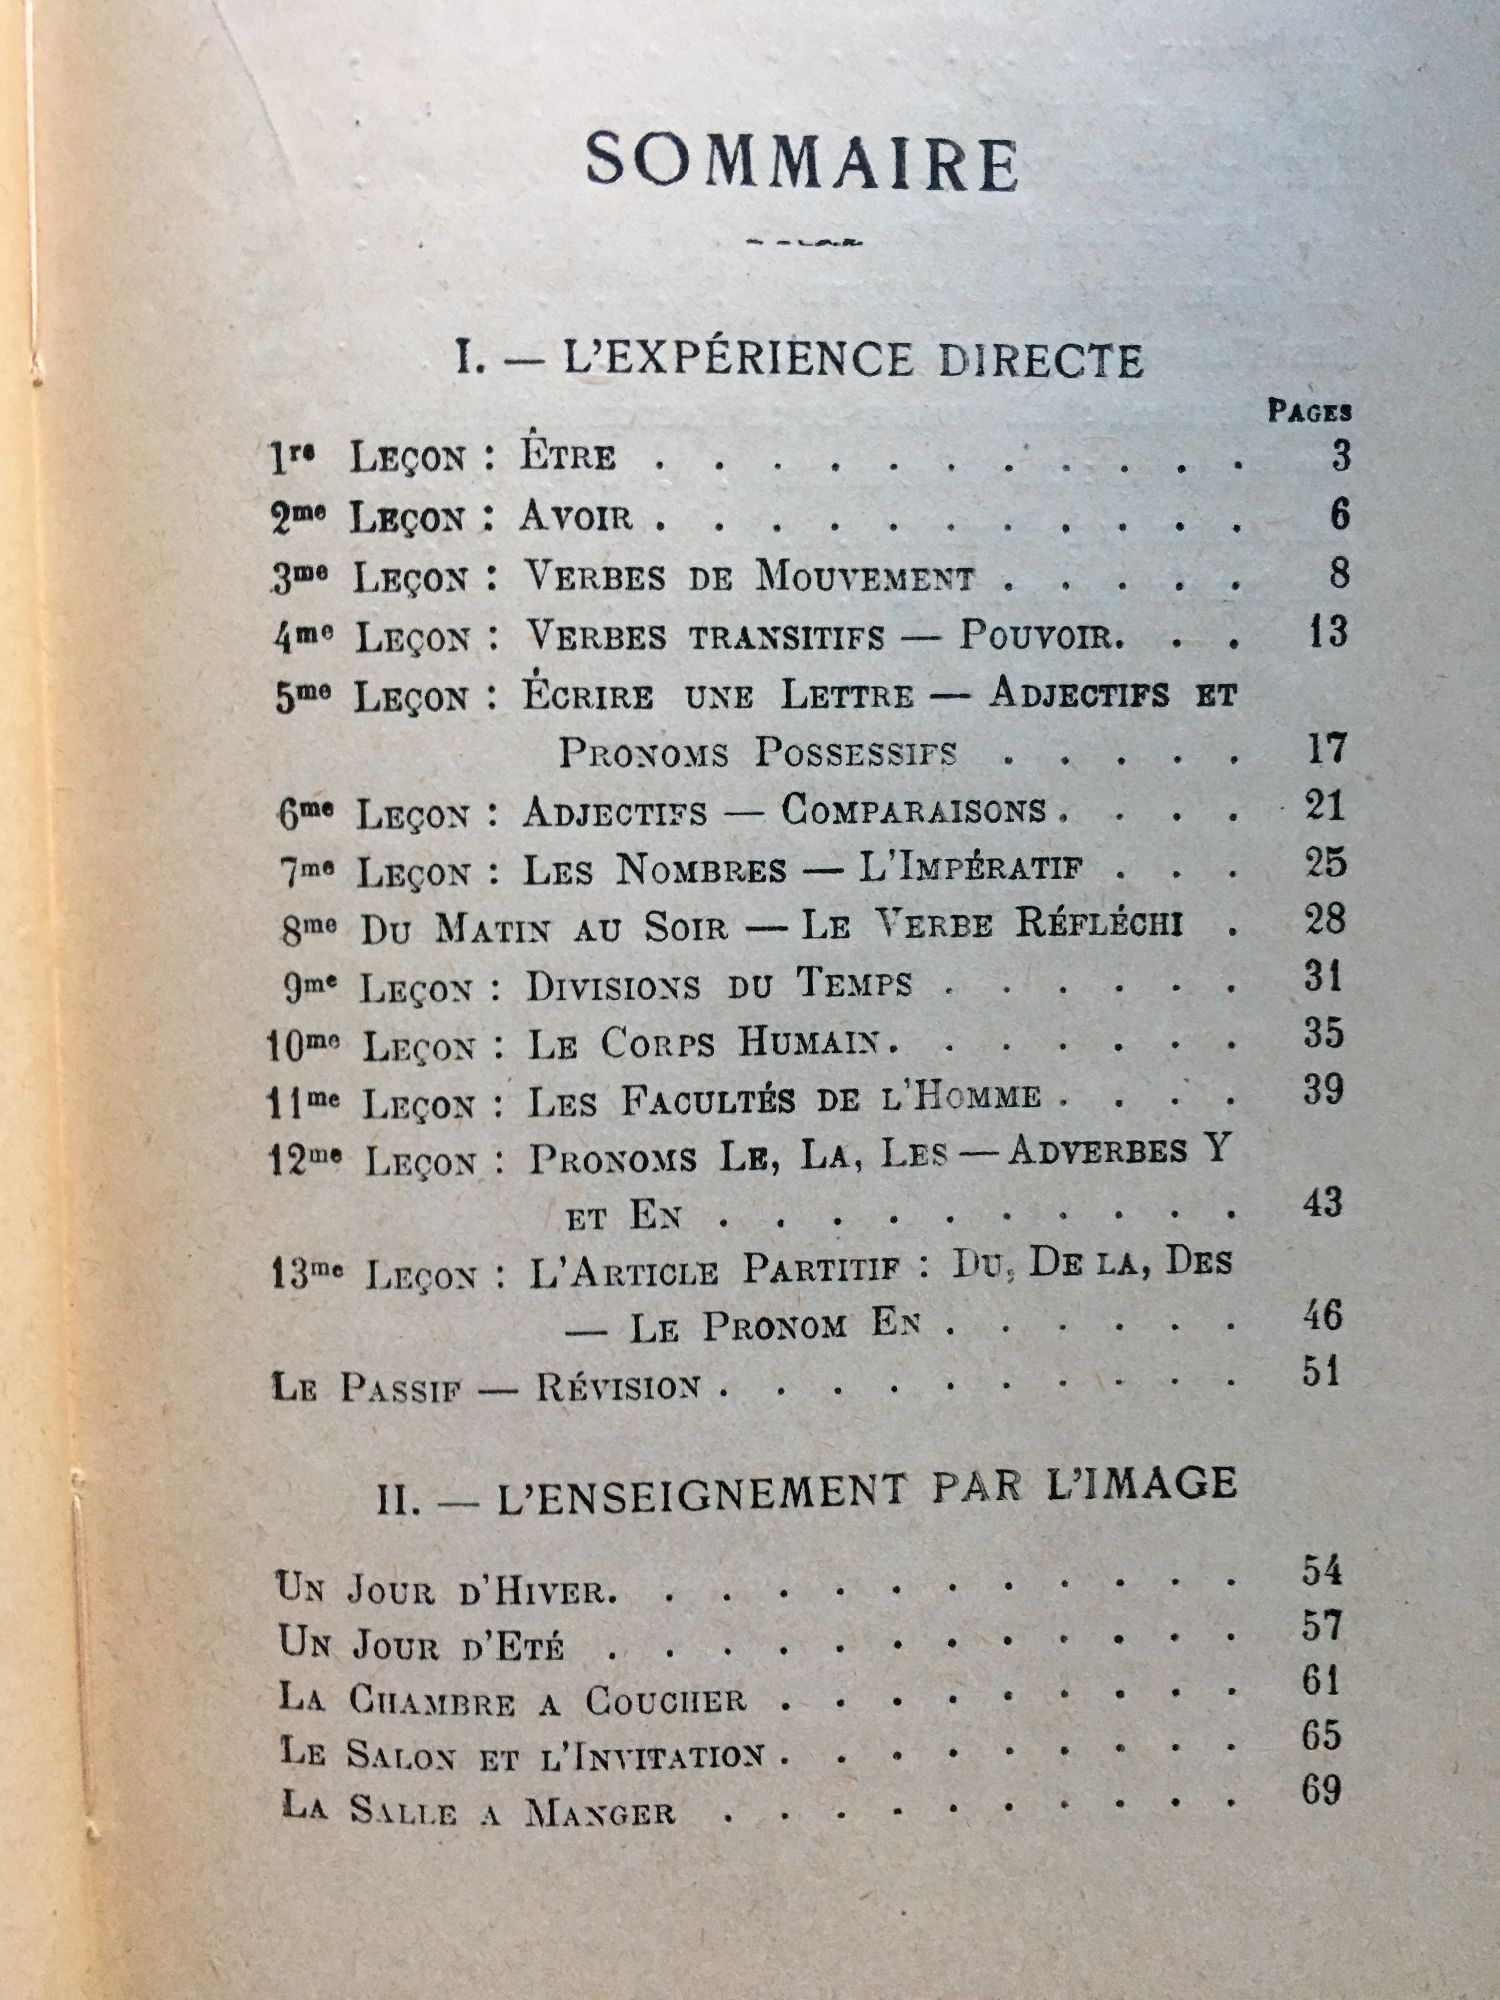 SOMMAIRE
I. — L'EXPÉRIENCE DIRECTE
PAGES
1re LEÇON : ÊTRE . . . . . . . . . . . 3
2me LEÇON : AVOIR . . . . . . . . . . . 6
3me LEÇON : VERBES DE MOUVEMENT . . . . . 8
4me LEÇON : VERBES TRANSITIFS — POUVOIR. . . 13
5me LEÇON : ÉCRIRE UNE LETTRE — ADJECTIFS ET
PRONOMS POSSESSIFS . . . . . 17
6me LEÇON : ADJECTIFS — COMPARAISONS . . . . 21
7me LEÇON : LES NOMBRES — L'IMPÉRATIF . . . 25
8me DU MATIN AU SOIR — LE VERBE RÉFLÉCHI . 28
9me LEÇON : DIVISIONS DU TEMPS . . . . . . 31
10me LEÇON : LE CORPS HUMAIN. . . . . . . 35
11me LEÇON : LES FACULTÉS DE L'HOMME . . . . 39
12me LEÇON : PRONOMS LE, LA, LES — ADVERBES Y
ET EN . . . . . . . . . . 43
13me LEÇON : L'ARTICLE PARTITIF : DU, DE LA, DES
— LE PRONOM EN . . . . . . 46
LE PASSIF — RÉVISION . . . . . . . . . . 51
II. — L'ENSEIGNEMENT PAR L'IMAGE
UN JOUR D'HIVER. . . . . . . . . . . . 54
UN JOUR D'ETÉ . . . . . . . . . . . . 57
LA CHAMBRE A COUCHER . . . . . . . . . 61
LE SALON ET L'INVITATION . . . . . . . . . 65
LA SALLE A MANGER . . . . . . . . . . 69